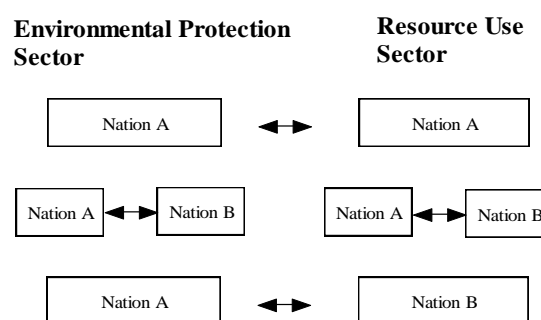 Environmental Protection
Sector
Resource Use
Sector
Nation A
Nation A
Nation A
Nation B
Nation A
Nation B
Nation A
Nation B